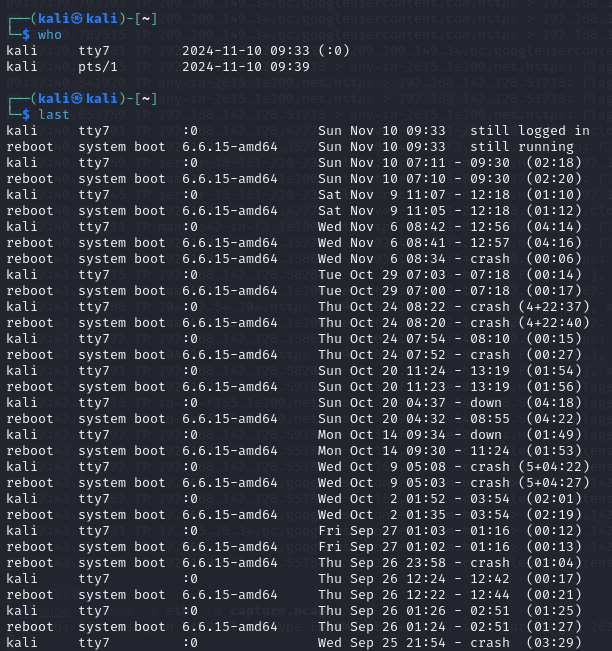 ┌──(kali㉿kali)-[~]
└─$ who
kali     tty7         2024-11-10 09:33 (:0)
kali     pts/1        2024-11-10 09:39
┌──(kali㉿kali)-[~]
└─$ last
kali     tty7         :0               Sun Nov 10 09:33   still logged in
reboot   system boot  6.6.15-amd64     Sun Nov 10 09:33   still running
kali     tty7         :0               Sun Nov 10 07:11 - 09:30  (02:18)
reboot   system boot  6.6.15-amd64     Sun Nov 10 07:10 - 09:30  (02:20)
kali     tty7         :0               Sat Nov  9 11:07 - 12:18  (01:10)
reboot   system boot  6.6.15-amd64     Sat Nov  9 11:05 - 12:18  (01:12)
kali     tty7         :0               Wed Nov  6 08:42 - 12:56  (04:14)
reboot   system boot  6.6.15-amd64     Wed Nov  6 08:41 - 12:57  (04:16)
reboot   system boot  6.6.15-amd64     Wed Nov  6 08:34 - crash  (00:06)
kali     tty7         :0               Tue Oct 29 07:03 - 07:18  (00:14)
reboot   system boot  6.6.15-amd64     Tue Oct 29 07:00 - 07:18  (00:17)
kali     tty7         :0               Thu Oct 24 08:22 - crash (4+22:37)
reboot   system boot  6.6.15-amd64     Thu Oct 24 08:20 - crash (4+22:40)
kali     tty7         :0               Thu Oct 24 07:54 - 08:10  (00:15)
reboot   system boot  6.6.15-amd64     Thu Oct 24 07:52 - crash  (00:27)
kali     tty7         :0               Sun Oct 20 11:24 - 13:19  (01:54)
reboot   system boot  6.6.15-amd64     Sun Oct 20 11:23 - 13:19  (01:56)
kali     tty7         :0               Sun Oct 20 04:37 - down   (04:18)
reboot   system boot  6.6.15-amd64     Sun Oct 20 04:32 - 08:55  (04:22)
kali     tty7         :0               Mon Oct 14 09:34 - down   (01:49)
reboot   system boot  6.6.15-amd64     Mon Oct 14 09:30 - 11:24  (01:53)
kali     tty7         :0               Wed Oct  9 05:08 - crash (5+04:22)
reboot   system boot  6.6.15-amd64     Wed Oct  9 05:03 - crash (5+04:27)
kali     tty7         :0               Wed Oct  2 01:52 - 03:54  (02:01)
reboot   system boot  6.6.15-amd64     Wed Oct  2 01:35 - 03:54  (02:19)
kali     tty7         :0               Fri Sep 27 01:03 - 01:16  (00:12)
reboot   system boot  6.6.15-amd64     Fri Sep 27 01:02 - 01:16  (00:13)
reboot   system boot  6.6.15-amd64     Thu Sep 26 23:58 - crash  (01:04)
kali     tty7         :0               Thu Sep 26 12:24 - 12:42  (00:17)
reboot   system boot  6.6.15-amd64     Thu Sep 26 12:22 - 12:44  (00:21)
kali     tty7         :0               Thu Sep 26 01:26 - 02:51  (01:25)
reboot   system boot  6.6.15-amd64     Thu Sep 26 01:24 - 02:51  (01:27)
kali     tty7         :0               Wed Sep 25 21:54 - crash  (03:29)